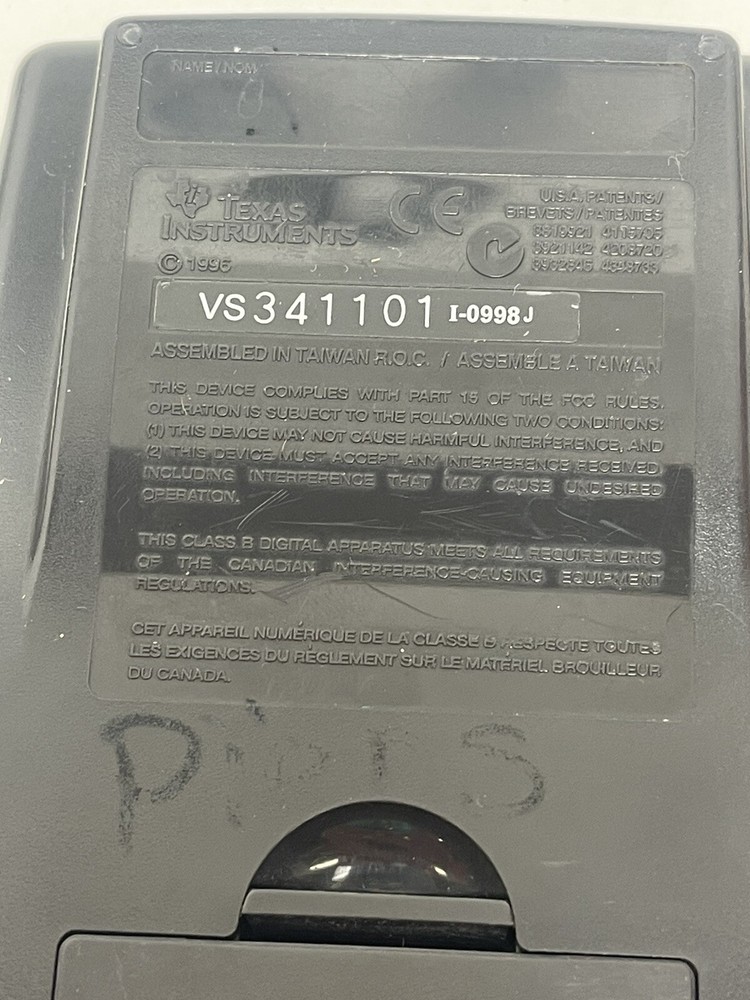 NAME/NOM
TEXAS
INSTRUMENTS
© 1996
CE
U.S.A. PATENTS/
BREVETS/PATENTES
4115705
3921142 4208720
VS341101 I-0998J
ASSEMBLED IN TAIWAN R.O.C. / ASSEMBLE A TAIWAN
THIS DEVICE COMPLIES WITH PART 15 OF THE FCC RULES.
OPERATION IS SUBJECT TO THE FOLLOWING TWO CONDITIONS:
(1) THIS DEVICE MAY NOT CAUSE HARMFUL INTERFERENCE, AND
(2) THIS DEVICE MUST ACCEPT ANY INTERFERENCE RECEIVED
INCLUDING INTERFERENCE THAT MAY CAUSE UNDESIRED
OPERATION.
THIS CLASS B DIGITAL APPARATUS MEETS ALL REQUIREMENTS
OF THE CANADIAN INTERFERENCE-CAUSING EQUIPMENT
REGULATIONS.
CET APPAREIL NUMÉRIQUE DE LA CLASSE B RESPECTE TOUTES
LES EXIGENCES DU RÈGLEMENT SUR LE MATÉRIEL BROUILLEUR
DU CANADA.